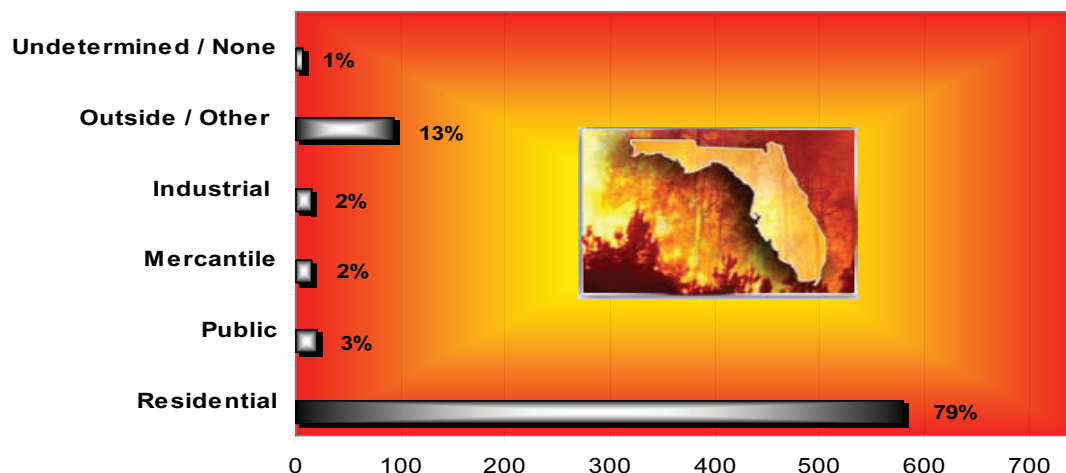 Undetermined / None 1%
Outside / Other 13%
Industrial 2%
Mercantile 2%
Public 3%
Residential 79%
0 100 200 300 400 500 600 700